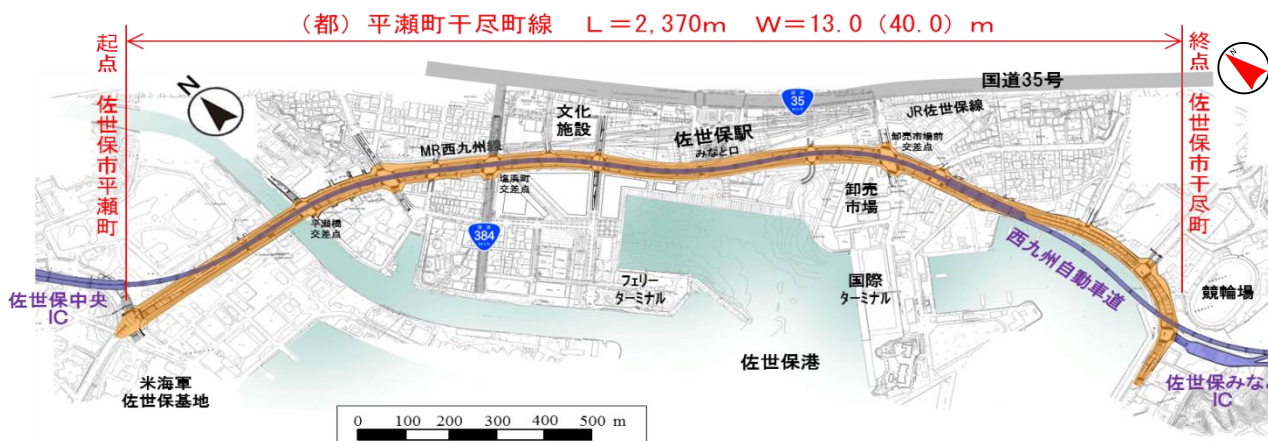 (都)平瀬町干尽町線 L=2,370m W=13.0(40.0)m
起点 佐世保市平瀬町
終点 佐世保市干尽町
N
N
国道35号
35
JR佐世保線
文化
施設
佐世保駅
みなと口
卸売市場前
交差点
MR西九州線
塩浜町
交差点
卸売
市場
平瀬橋
交差点
384
西九州自動車道
佐世保中央
IC
フェリー
ターミナル
国際
ターミナル
競輪場
佐世保港
米海軍
佐世保基地
佐世保みなと
IC
0 100 200 300 400 500 m